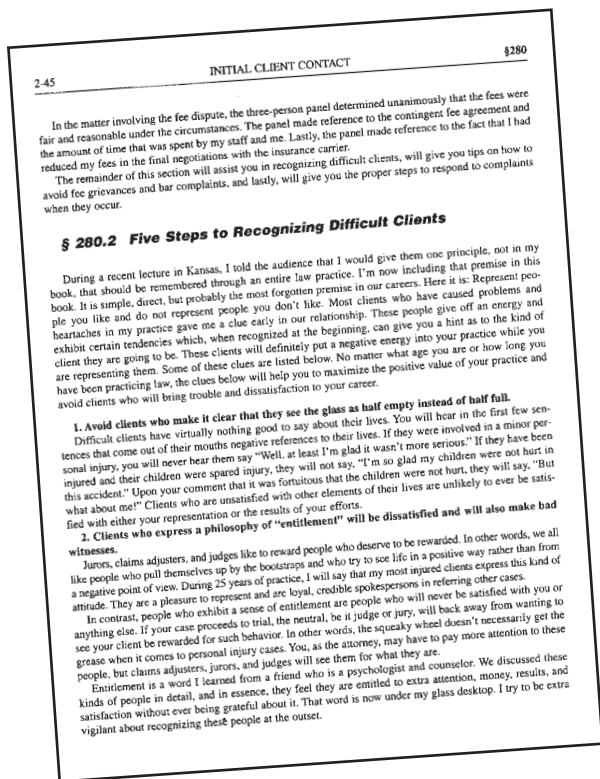 2-45 INITIAL CLIENT CONTACT §280
In the matter involving the fee dispute, the three-person panel determined unanimously that the fees were
fair and reasonable under the circumstances. The panel made reference to the contingent fee agreement and
the amount of time that was spent by my staff and me. Lastly, the panel made reference to the fact that I had
reduced my fees in the final negotiations with the insurance carrier.
The remainder of this section will assist you in recognizing difficult clients, will give you tips on how to
avoid fee grievances and bar complaints, and lastly, will give you the proper steps to respond to complaints
when they occur.
§ 280.2 Five Steps to Recognizing Difficult Clients
During a recent lecture in Kansas, I told the audience that I would give them one principle, not in my
book, that should be remembered through an entire law practice. I'm now including that premise in this
book. It is simple, direct, but probably the most forgotten premise in our careers. Here it is: Represent peo-
ple you like and do not represent people you don't like. Most clients who have caused problems and
heartaches in my practice gave me a clue early in our relationship. These people give off an energy and
exhibit certain tendencies which, when recognized at the beginning, can give you a hint as to the kind of
client they are going to be. These clients will definitely put a negative energy into your practice while you
are representing them. Some of these clues are listed below. No matter what age you are or how long you
have been practicing law, the clues below will help you to maximize the positive value of your practice and
avoid clients who will bring trouble and dissatisfaction to your career.
1. Avoid clients who make it clear that they see the glass as half empty instead of half full.
Difficult clients have virtually nothing good to say about their lives. You will hear in the first few sen-
tences that come out of their mouths negative references to their lives. If they were involved in a minor per-
sonal injury, you will never hear them say "Well, at least I'm glad it wasn't more serious." If they have been
injured and their children were spared injury, they will not say, "I'm so glad my children were not hurt in
this accident." Upon your comment that it was fortuitous that the children were not hurt, they will say, "But
what about me!" Clients who are unsatisfied with other elements of their lives are unlikely to ever be satis-
fied with either your representation or the results of your efforts.
2. Clients who express a philosophy of "entitlement" will be dissatisfied and will also make bad
witnesses.
Jurors, claims adjusters, and judges like to reward people who deserve to be rewarded. In other words, we all
like people who pull themselves up by the bootstraps and who try to see life in a positive way rather than from
a negative point of view. During 25 years of practice, I will say that my most injured clients express this kind of
attitude. They are a pleasure to represent and are loyal, credible spokespersons in referring other cases.
In contrast, people who exhibit a sense of entitlement are people who will never be satisfied with you or
anything else. If your case proceeds to trial, the neutral, be it judge or jury, will back away from wanting to
see your client be rewarded for such behavior. In other words, the squeaky wheel doesn't necessarily get the
grease when it comes to personal injury cases. You, as the attorney, may have to pay more attention to these
people, but claims adjusters, jurors, and judges will see them for what they are.
Entitlement is a word I learned from a friend who is a psychologist and counselor. We discussed these
kinds of people in detail, and in essence, they feel they are entitled to extra attention, money, results, and
satisfaction without ever being grateful about it. That word is now under my glass desktop. I try to be extra
vigilant about recognizing these people at the outset.